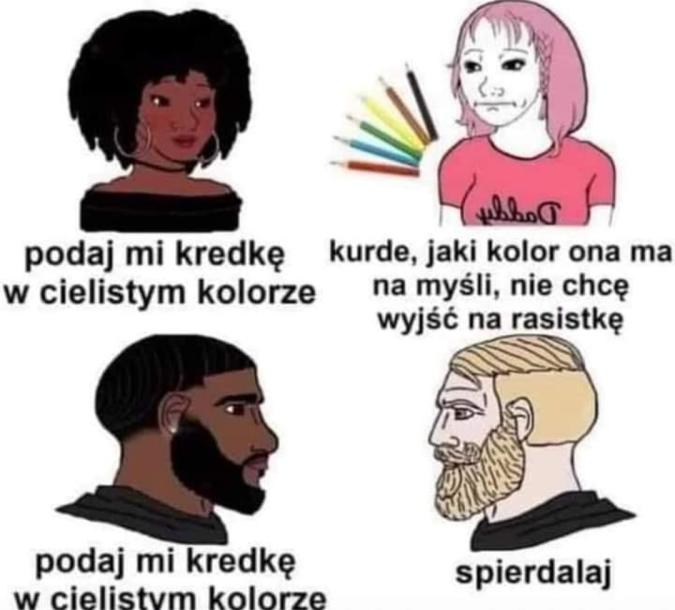 podaj mi kredkę
w cielistym kolorze
kurde, jaki kolor ona ma
na myśli, nie chcę
wyjść na rasistkę
Daddy
podaj mi kredkę
w cielistym kolorze
spierdalaj